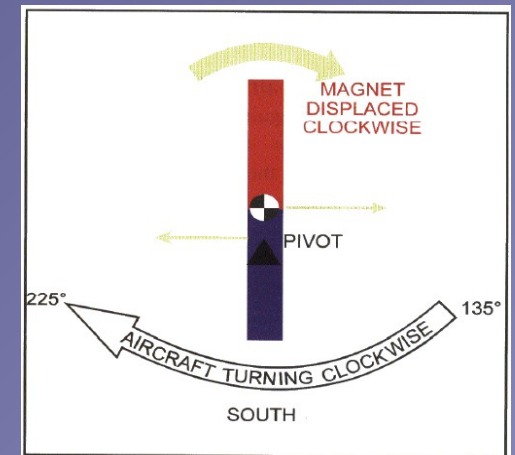 MAGNET
DISPLACED
CLOCKWISE
PIVOT
225°
135°
AIRCRAFT TURNING CLOCKWISE
SOUTH